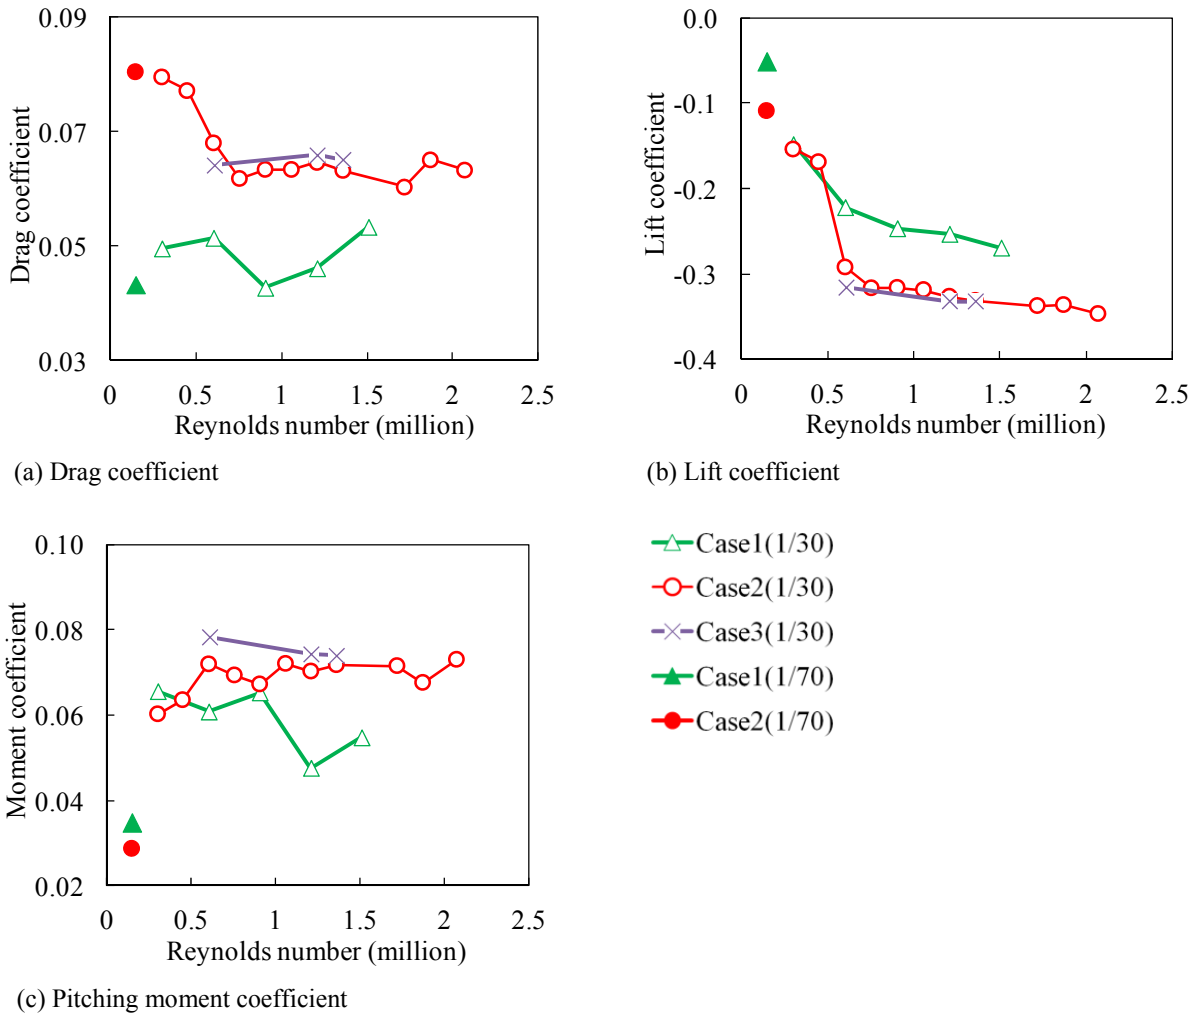 0.09
0.07
0.05
0.03
Drag coefficient
0
0.5
1
1.5
2
2.5
Reynolds number (million)
(a) Drag coefficient
0.0
-0.1
-0.2
-0.3
-0.4
Lift coefficient
0
0.5
1
1.5
2
2.5
Reynolds number (million)
(b) Lift coefficient
0.10
0.08
0.06
0.04
0.02
Moment coefficient
0
0.5
1
1.5
2
2.5
Reynolds number (million)
(c) Pitching moment coefficient
Case1(1/30)
Case2(1/30)
Case3(1/30)
Case1(1/70)
Case2(1/70)